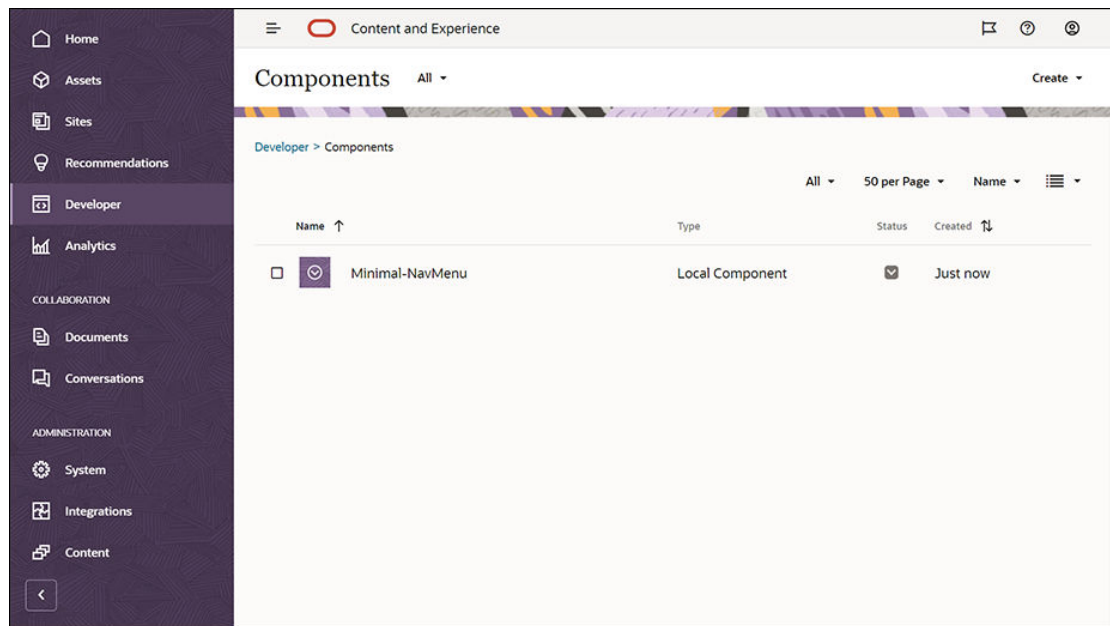 Home
Assets
Sites
Recommendations
Developer
Analytics
COLLABORATION
Documents
Conversations
ADMINISTRATION
System
Integrations
Content
Content and Experience
Components All Create
Developer > Components
All 50 per Page Name
Name Type Status Created
Minimal-NavMenu Local Component Just now